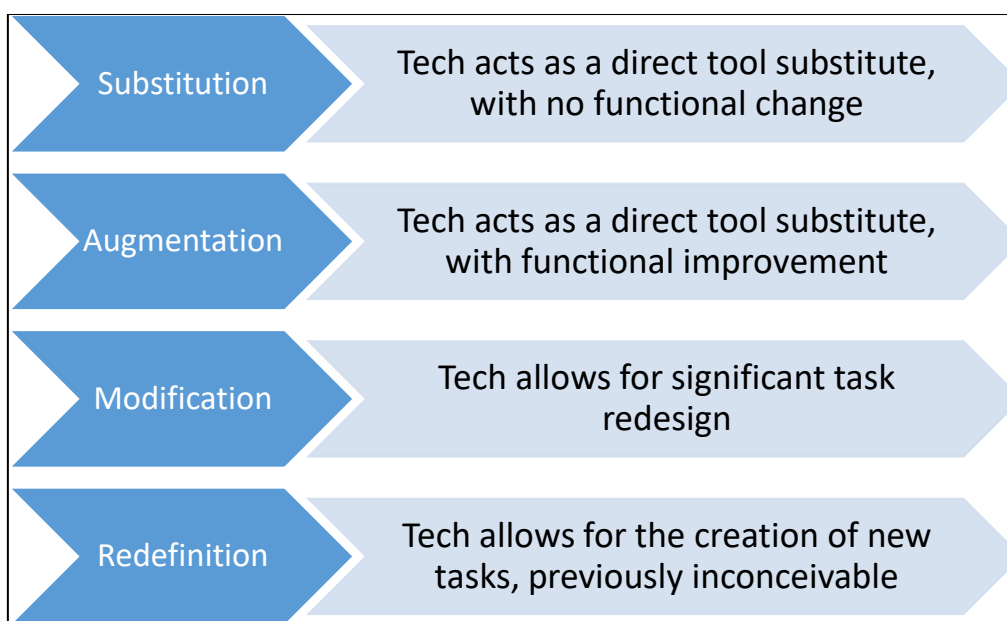 Substitution
Tech acts as a direct tool substitute,
with no functional change
Augmentation
Tech acts as a direct tool substitute,
with functional improvement
Modification
Tech allows for significant task
redesign
Redefinition
Tech allows for the creation of new
tasks, previously inconceivable